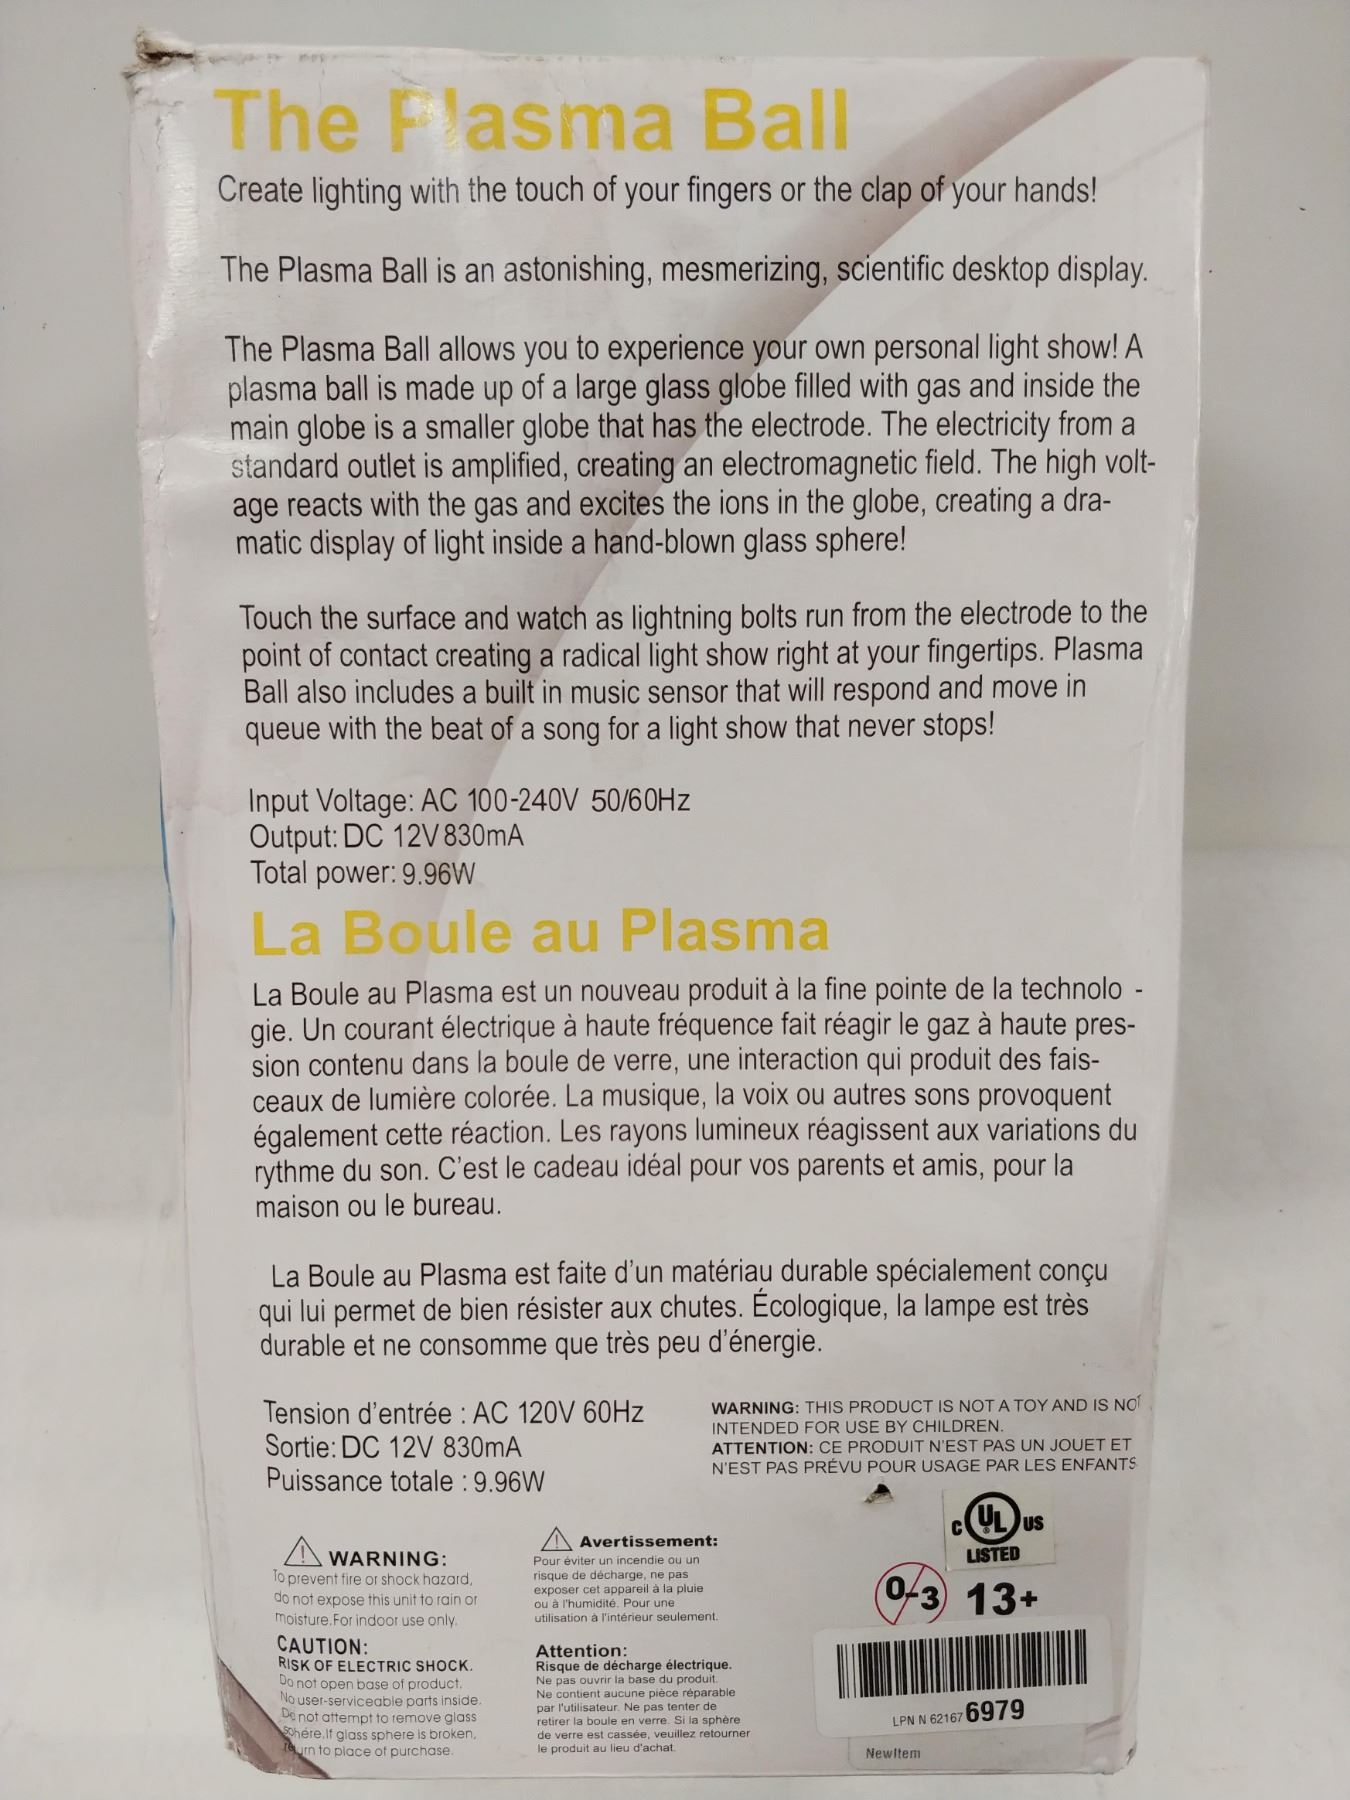 The Plasma Ball
Create lighting with the touch of your fingers or the clap of your hands!
The Plasma Ball is an astonishing, mesmerizing, scientific desktop display.
The Plasma Ball allows you to experience your own personal light show! A
plasma ball is made up of a large glass globe filled with gas and inside the
main globe is a smaller globe that has the electrode. The electricity from a
standard outlet is amplified, creating an electromagnetic field. The high volt-
age reacts with the gas and excites the ions in the globe, creating a dra-
matic display of light inside a hand-blown glass sphere!
Touch the surface and watch as lightning bolts run from the electrode to the
point of contact creating a radical light show right at your fingertips. Plasma
Ball also includes a built in music sensor that will respond and move in
queue with the beat of a song for a light show that never stops!
Input Voltage: AC 100-240V 50/60Hz
Output: DC 12V 830mA
Total power: 9.96W
La Boule au Plasma
La Boule au Plasma est un nouveau produit à la fine pointe de la technolo -
gie. Un courant électrique à haute fréquence fait réagir le gaz à haute pres-
sion contenu dans la boule de verre, une interaction qui produit des fais-
ceaux de lumière colorée. La musique, la voix ou autres sons provoquent
également cette réaction. Les rayons lumineux réagissent aux variations du
rythme du son. C'est le cadeau idéal pour vos parents et amis, pour la
maison ou le bureau.
La Boule au Plasma est faite d'un matériau durable spécialement conçu
qui lui permet de bien résister aux chutes. Écologique, la lampe est très
durable et ne consomme que très peu d'énergie.
Tension d'entrée : AC 120V 60Hz
Sortie: DC 12V 830mA
Puissance totale : 9.96W
WARNING: THIS PRODUCT IS NOT A TOY AND IS NOT
INTENDED FOR USE BY CHILDREN.
ATTENTION: CE PRODUIT N'EST PAS UN JOUET ET
N'EST PAS PRÉVU POUR USAGE PAR LES ENFANTS
WARNING:
To prevent fire or shock hazard,
do not expose this unit to rain or
moisture.For indoor use only.
CAUTION:
RISK OF ELECTRIC SHOCK.
Do not open base of product.
No user-serviceable parts inside.
Do not attempt to remove glass
sphere.If glass sphere is broken,
return to place of purchase.
Avertissement:
Pour éviter un incendie ou un
risque de décharge, ne pas
exposer cet appareil à la pluie
ou à l'humidité. Pour une
utilisation à l'intérieur seulement.
Attention:
Risque de décharge électrique.
Ne pas ouvrir la base du produit.
Ne contient aucune pièce réparable
par l'utilisateur. Ne pas tenter de
retirer la boule en verre. Si la sphère
de verre est cassée, veuillez retourner
le produit au lieu d'achat.
C UL ® US
LISTED
0-3 13+
LPN N 62167 6979
NewItem